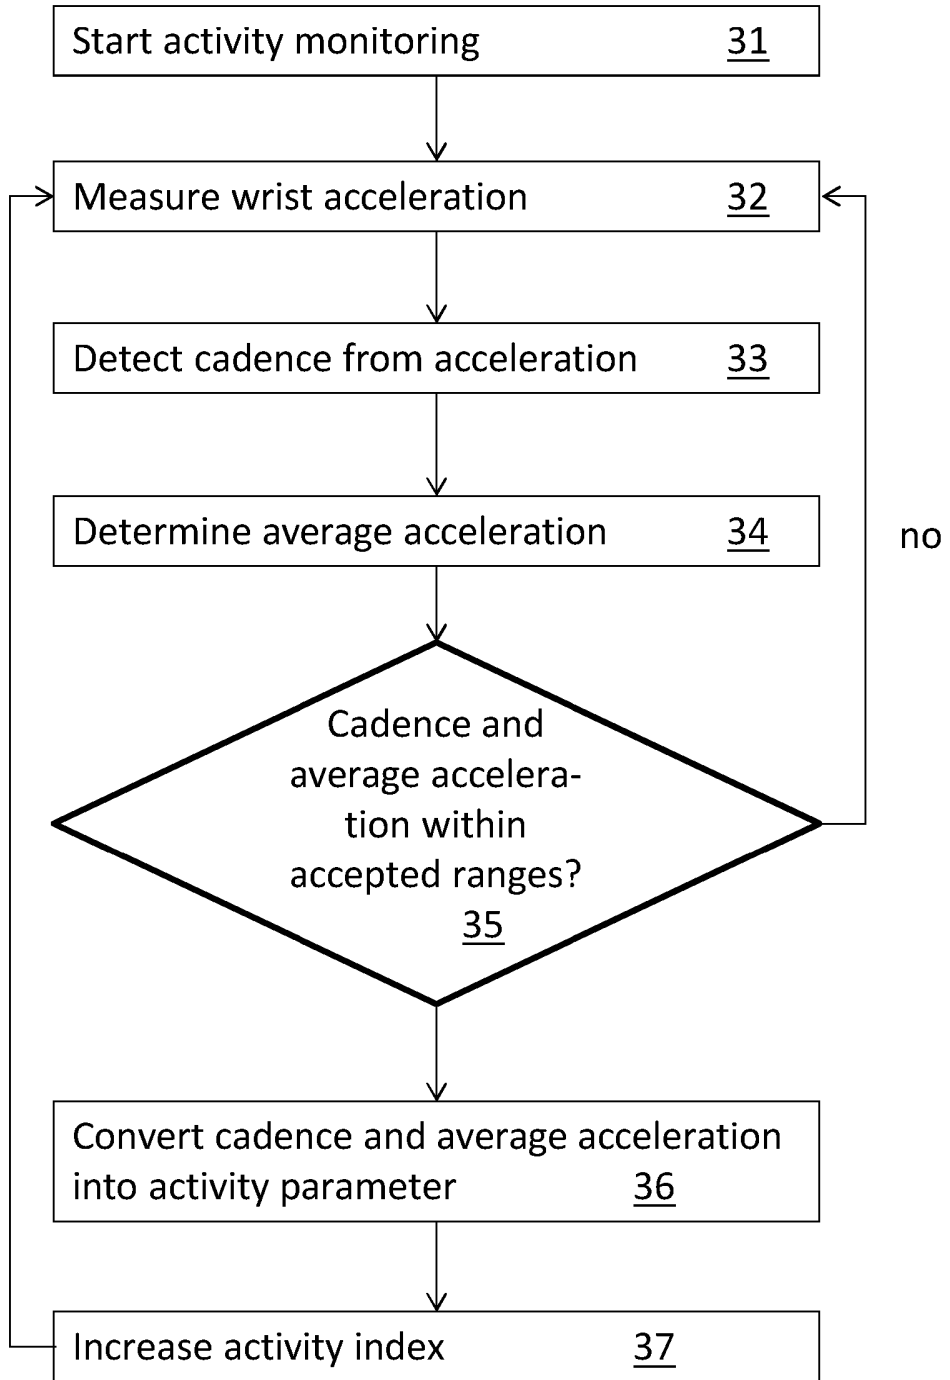 Start activity monitoring 31
Measure wrist acceleration 32
Detect cadence from acceleration 33
Determine average acceleration 34
no
Cadence and
average accelera-
tion within
accepted ranges?
35
Convert cadence and average acceleration
into activity parameter 36
Increase activity index 37